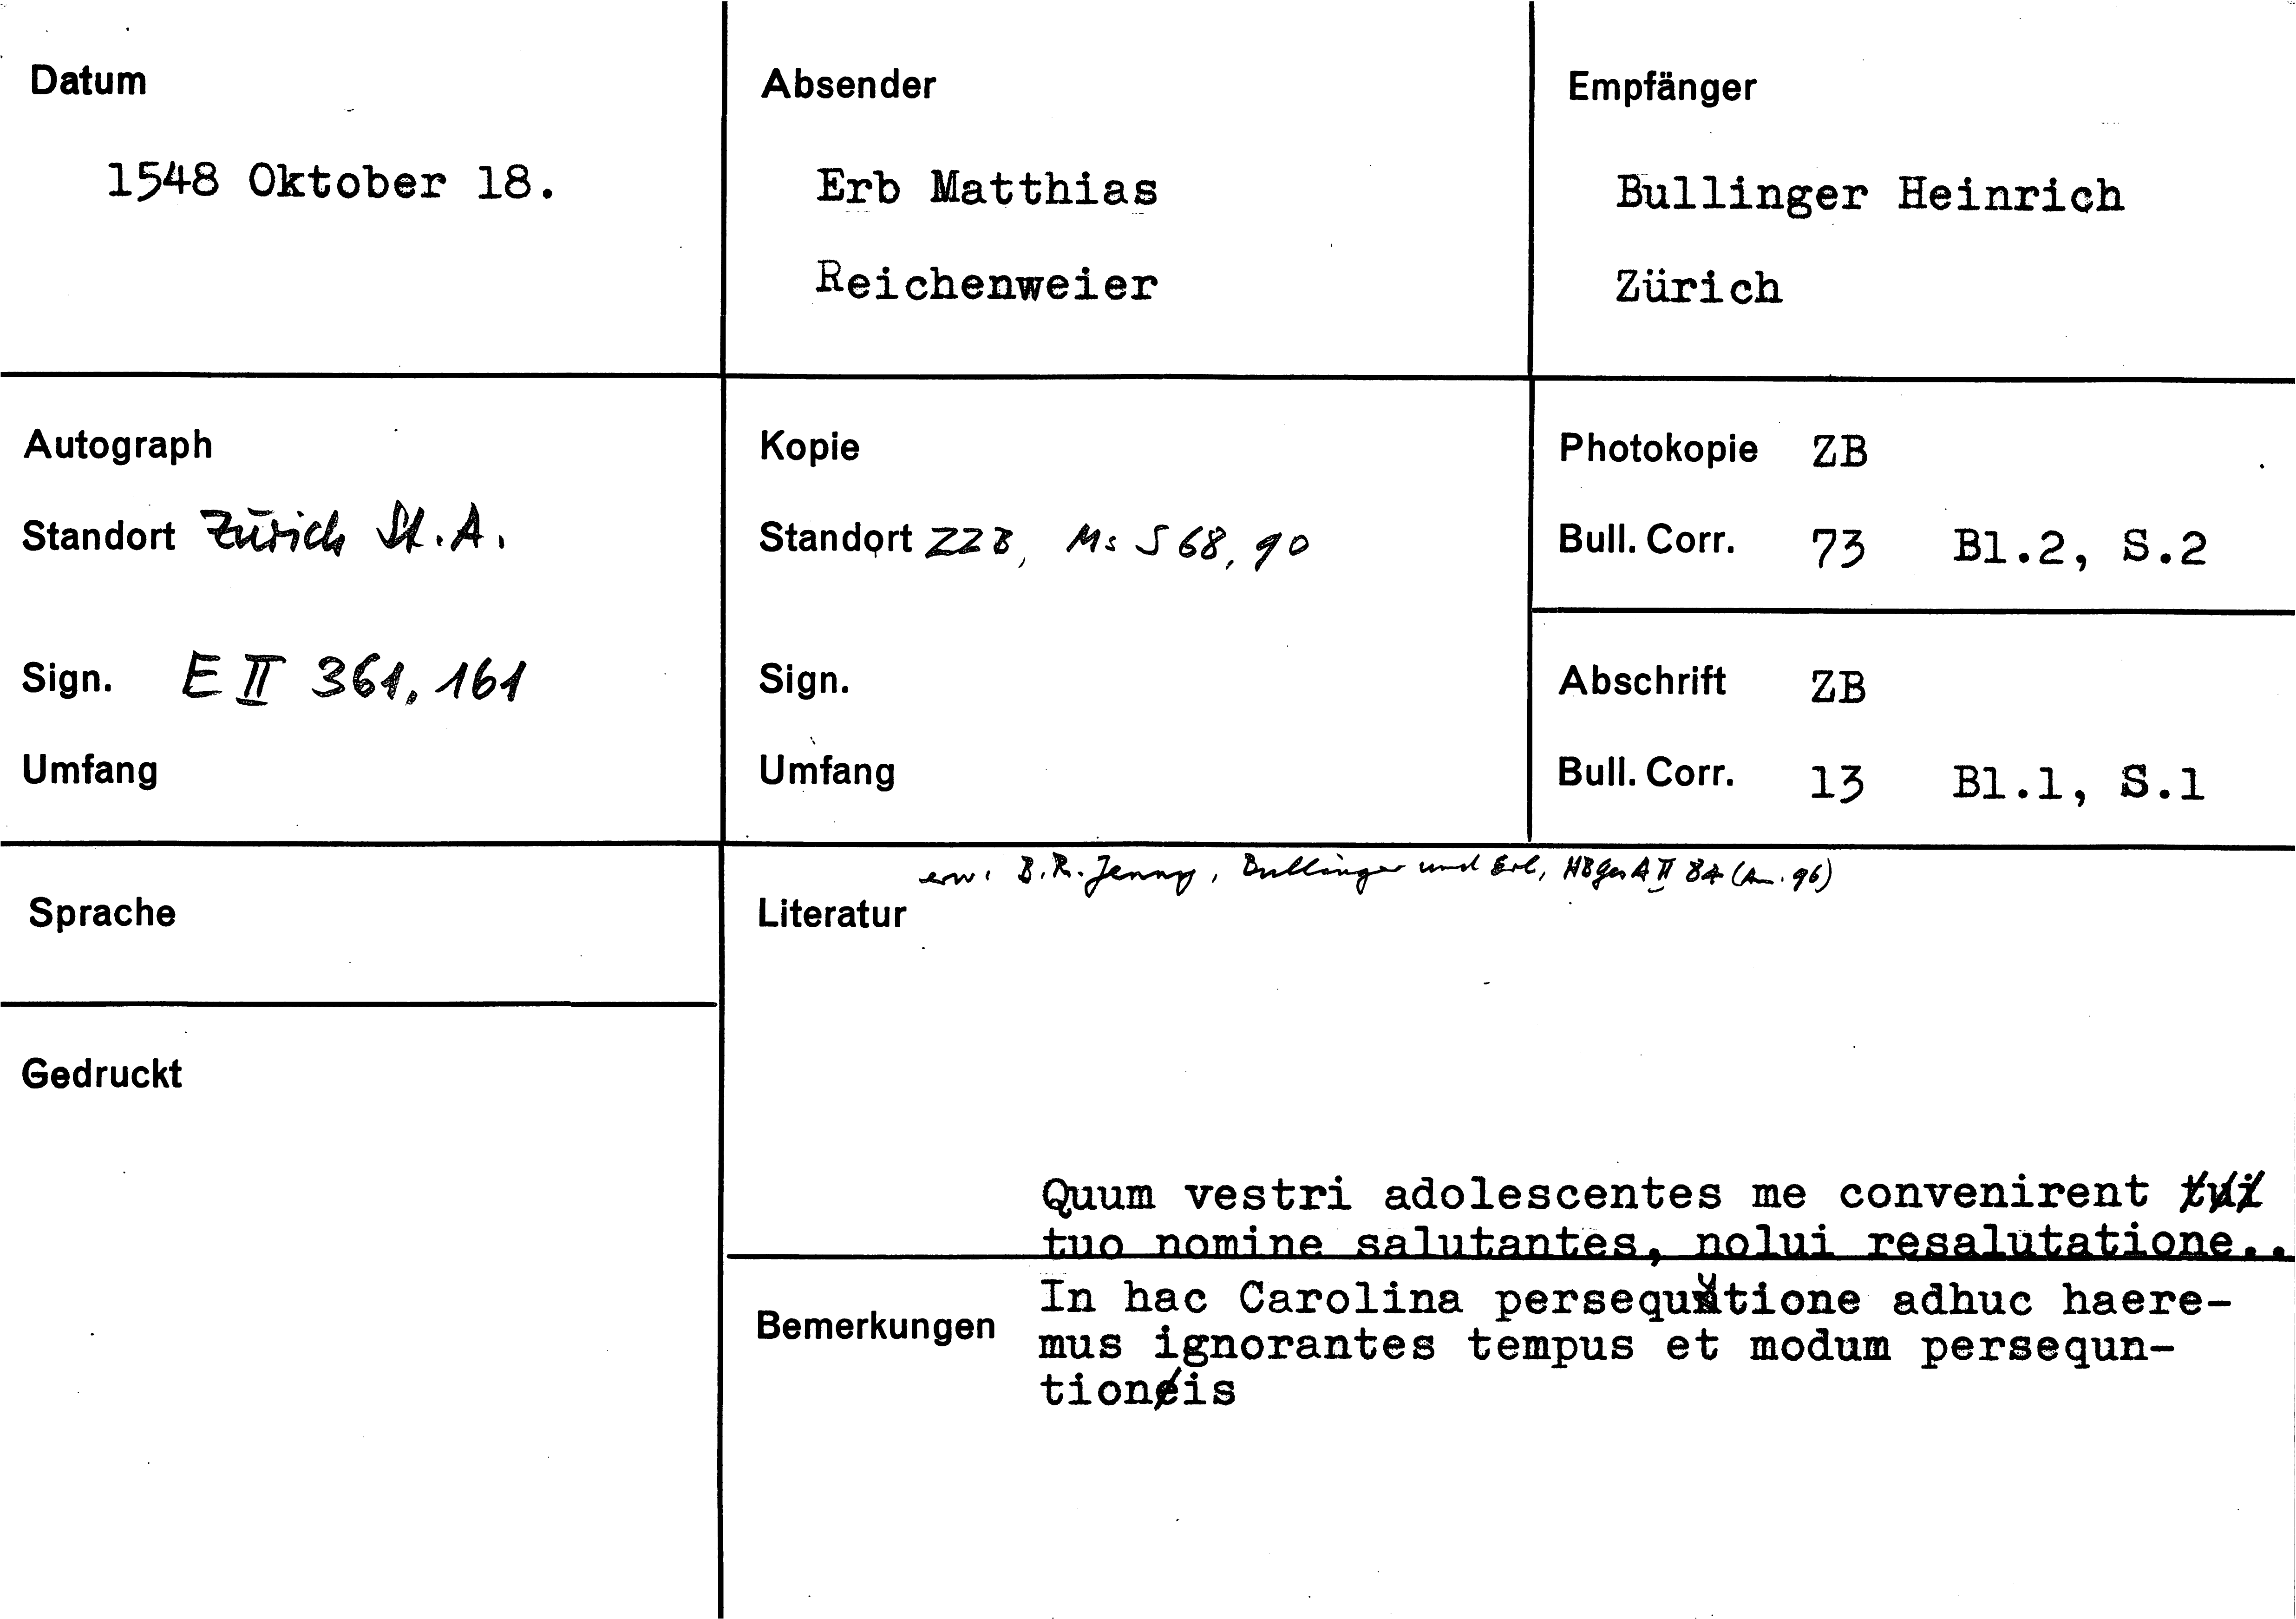 Datum
1548 Oktober 18.
Absender
Erb Matthias
Reichenweier
Empfänger
Bullinger Heinrich
Zürich
Autograph
Standort Zürich St.A.
Sign. E II 361, 161
Umfang
Kopie
Standort ZZB, Ms S 68, 90
Sign.
Umfang
Photokopie ZB
Bull. Corr. 73 Bl.2, S.2
Abschrift ZB
Bull. Corr. 13 Bl.1, S.1
Sprache
Gedruckt
erw. B.R. Jenny, Bullinger und Erb, HBGesA II 84 (A. 96)
Literatur
Quum vestri adolescentes me convenirent tui
tuo nomine salutantes, nolui resalutatione..
Bemerkungen
In hac Carolina persequutione adhuc haere-
mus ignorantes tempus et modum persequn-
tioneis